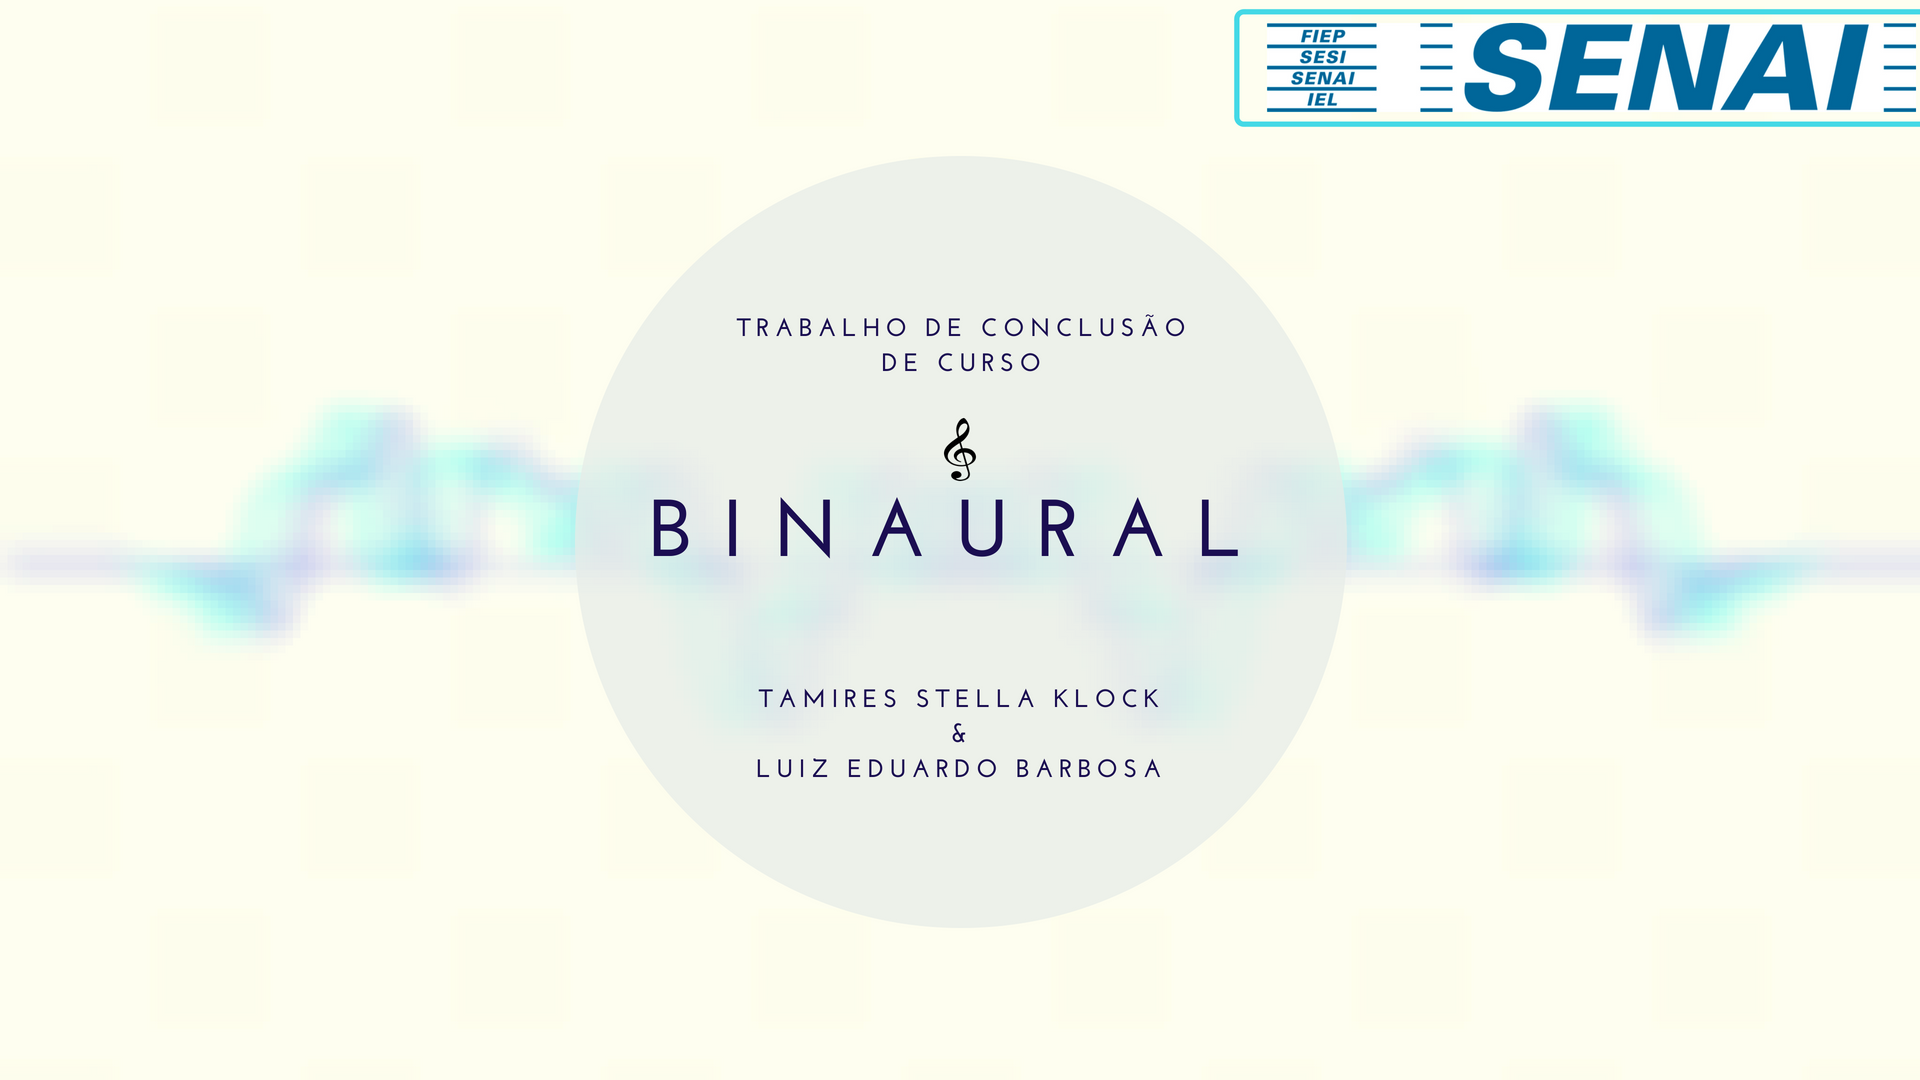 FIEP
SESI
SENAI
IEL
SENAI
TRABALHO DE CONCLUSÃO
DE CURSO
BINAURAL
TAMIRES STELLA KLOCK
&
LUIZ EDUARDO BARBOSA